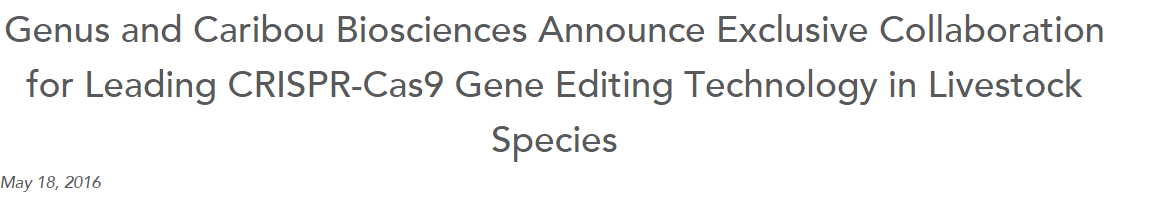 Genus and Caribou Biosciences Announce Exclusive Collaboration
for Leading CRISPR-Cas9 Gene Editing Technology in Livestock
Species
May 18, 2016